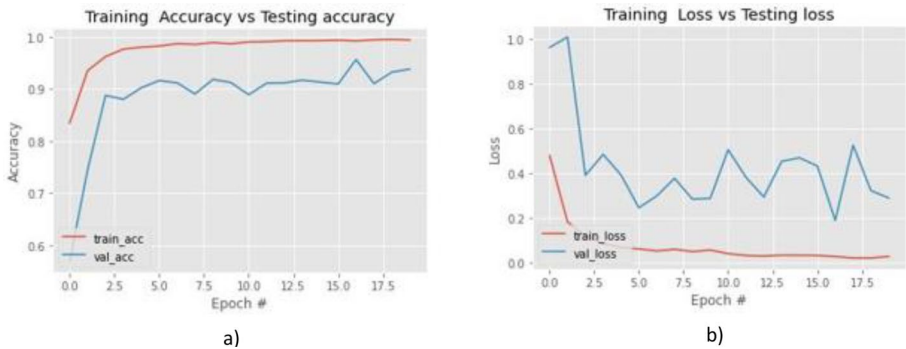 Training Accuracy vs Testing accuracy
1.0
0.9
0.8
0.7
0.6
Accuracy
train_acc
val_acc
0.0 2.5 5.0 7.5 10.0 12.5 15.0 17.5
Epoch #
a)
Training Loss vs Testing loss
1.0
0.8
0.6
0.4
0.2
0.0
Loss
train_loss
val_loss
0.0 2.5 5.0 7.5 10.0 12.5 15.0 17.5
Epoch #
b)